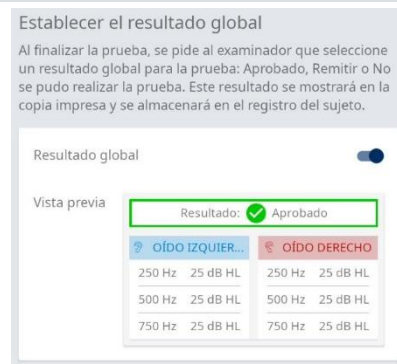 Establecer el resultado global
Al finalizar la prueba, se pide al examinador que seleccione
un resultado global para la prueba: Aprobado, Remitir o No
se pudo realizar la prueba. Este resultado se mostrará en la
copia impresa y se almacenará en el registro del sujeto.
Resultado global
Vista previa
Resultado: Aprobado
OÍDO IZQUIER... OÍDO DERECHO
250 Hz 25 dB HL 250 Hz 25 dB HL
500 Hz 25 dB HL 500 Hz 25 dB HL
750 Hz 25 dB HL 750 Hz 25 dB HL